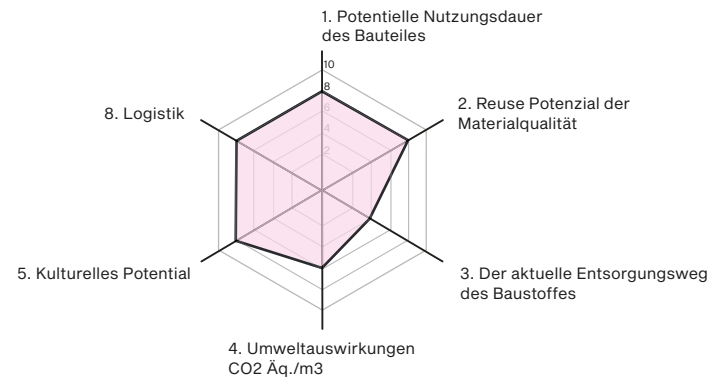 1. Potentielle Nutzungsdauer
des Bauteiles
10
8
6
4
2
2. Reuse Potenzial der
Materialqualität
8. Logistik
5. Kulturelles Potential
3. Der aktuelle Entsorgungsweg
des Baustoffes
4. Umweltauswirkungen
CO2 Äq./m3